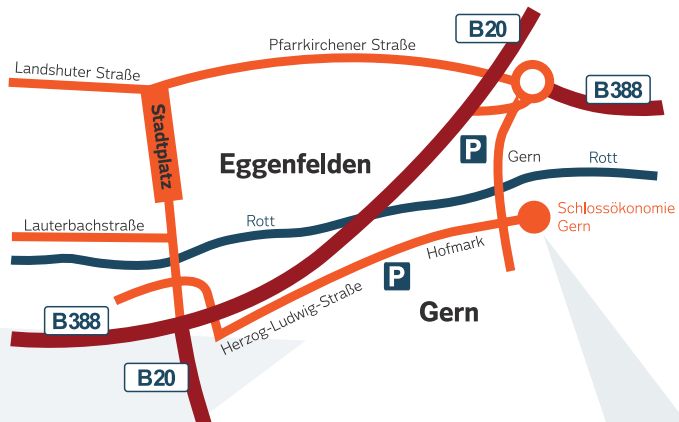 B20
Pfarrkirchener Straße
Landshuter Straße
B388
Stadtplatz
P
Gern
Rott
Eggenfelden
Schlossökonomie
Gern
Lauterbachstraße
Rott
Hofmark
P
Herzog-Ludwig-Straße
Gern
B388
B20